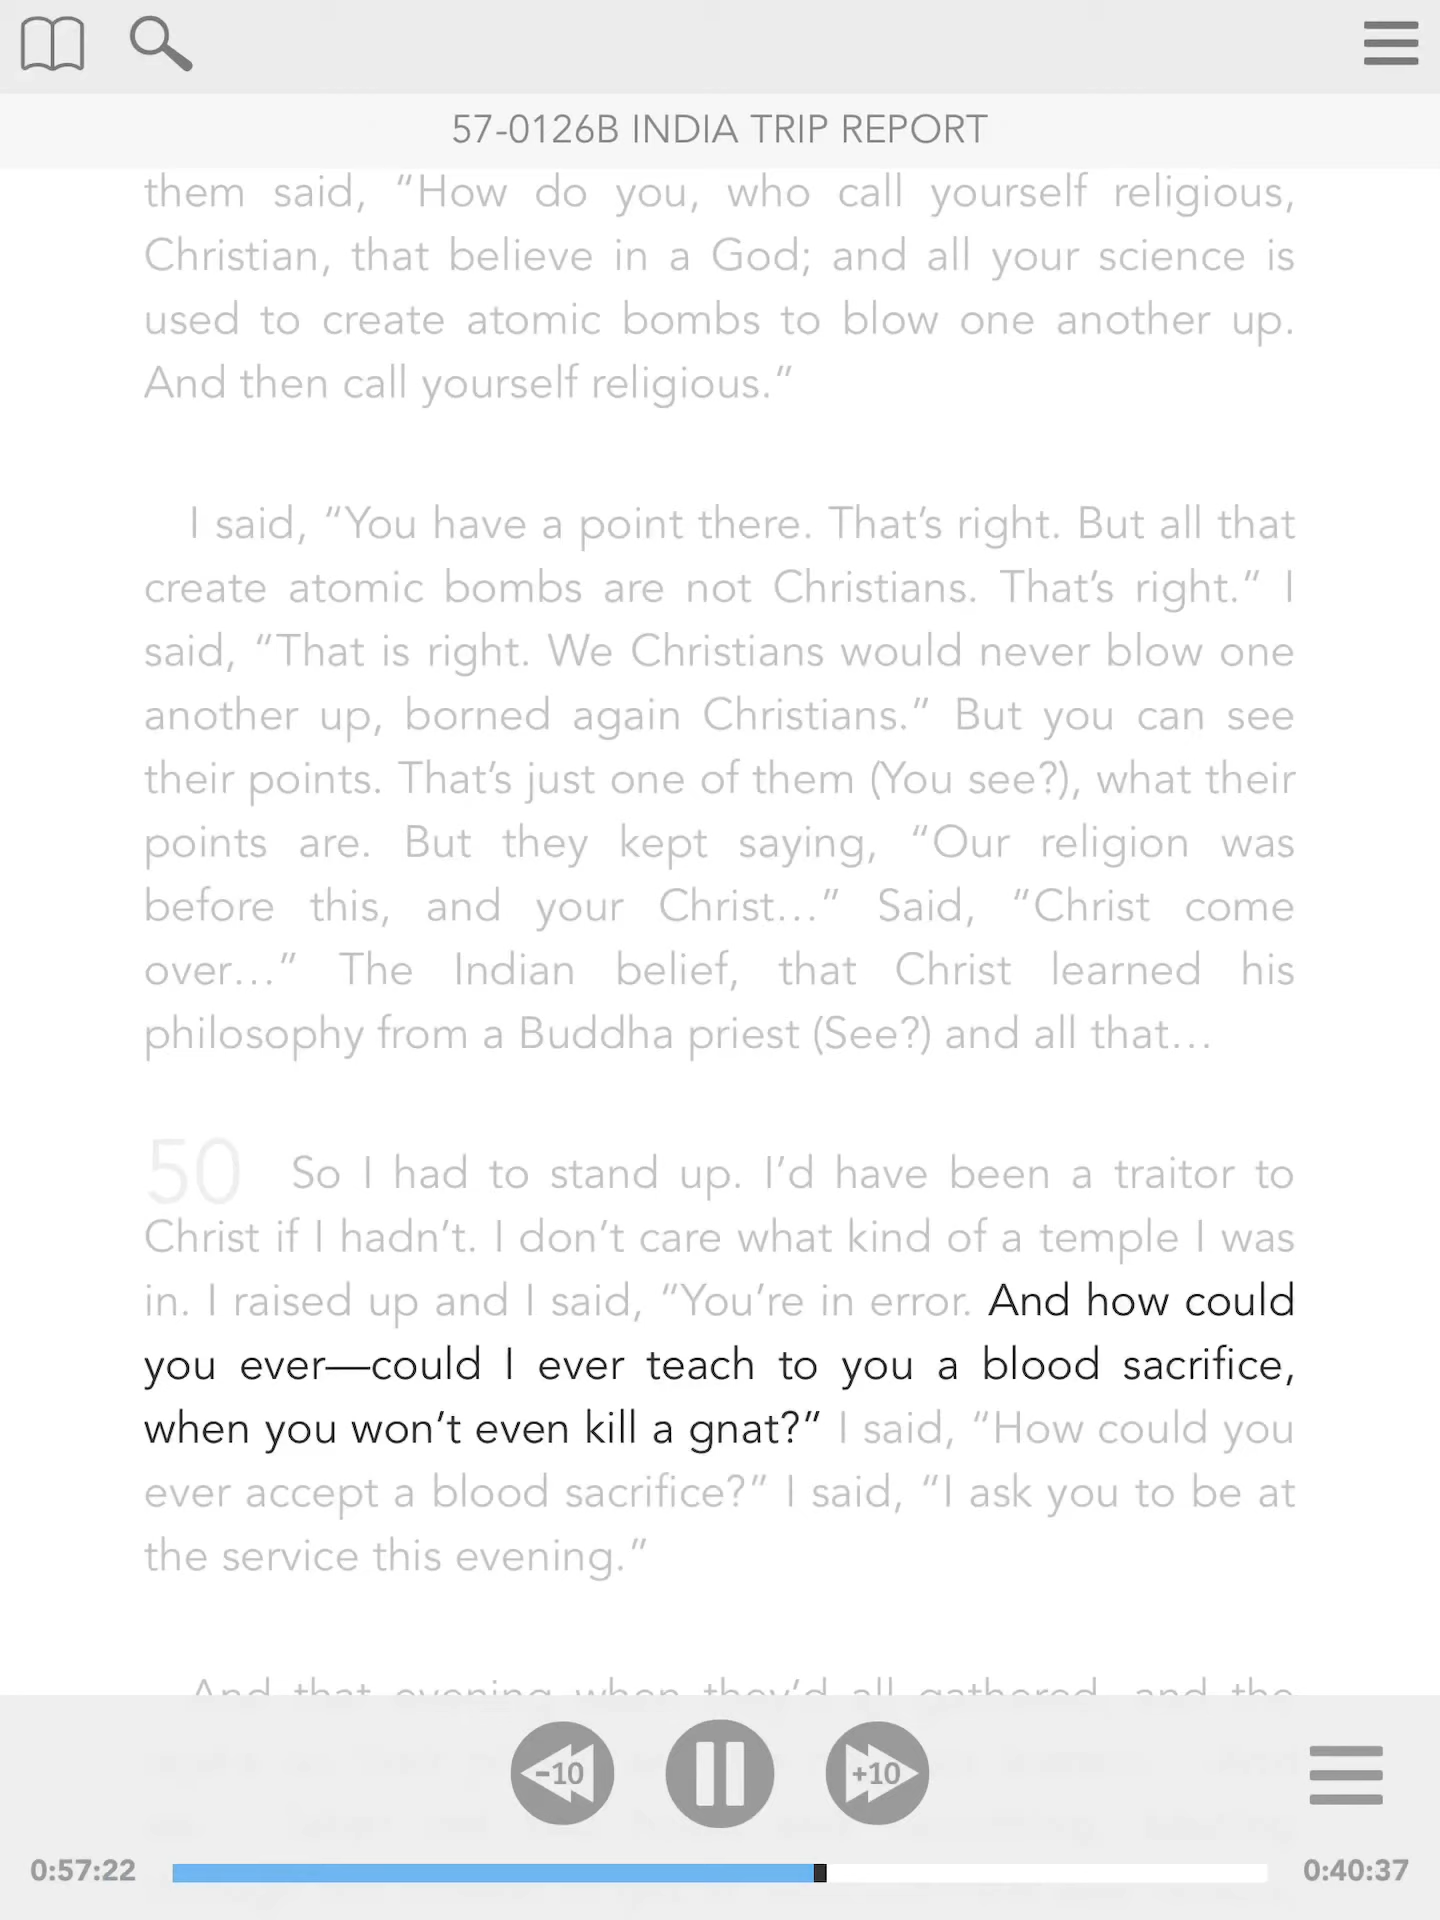 57-0126B INDIA TRIP REPORT
them said, “How do you, who call yourself religious,
Christian, that believe in a God; and all your science is
used to create atomic bombs to blow one another up.
And then call yourself religious.”
I said, “You have a point there. That’s right. But all that
create atomic bombs are not Christians. That’s right.” I
said, “That is right. We Christians would never blow one
another up, borned again Christians.” But you can see
their points. That’s just one of them (You see?), what their
points are. But they kept saying, “Our religion was
before this, and your Christ…” Said, “Christ come
over…” The Indian belief, that Christ learned his
philosophy from a Buddha priest (See?) and all that…
50 So I had to stand up. I’d have been a traitor to
Christ if I hadn’t. I don’t care what kind of a temple I was
in. I raised up and I said, “You’re in error. And how could
you ever—could I ever teach to you a blood sacrifice,
when you won’t even kill a gnat?” I said, “How could you
ever accept a blood sacrifice?” I said, “I ask you to be at
the service this evening.”
And that evening when they’d all gathered, and the
-10 +10
0:57:22 0:40:37